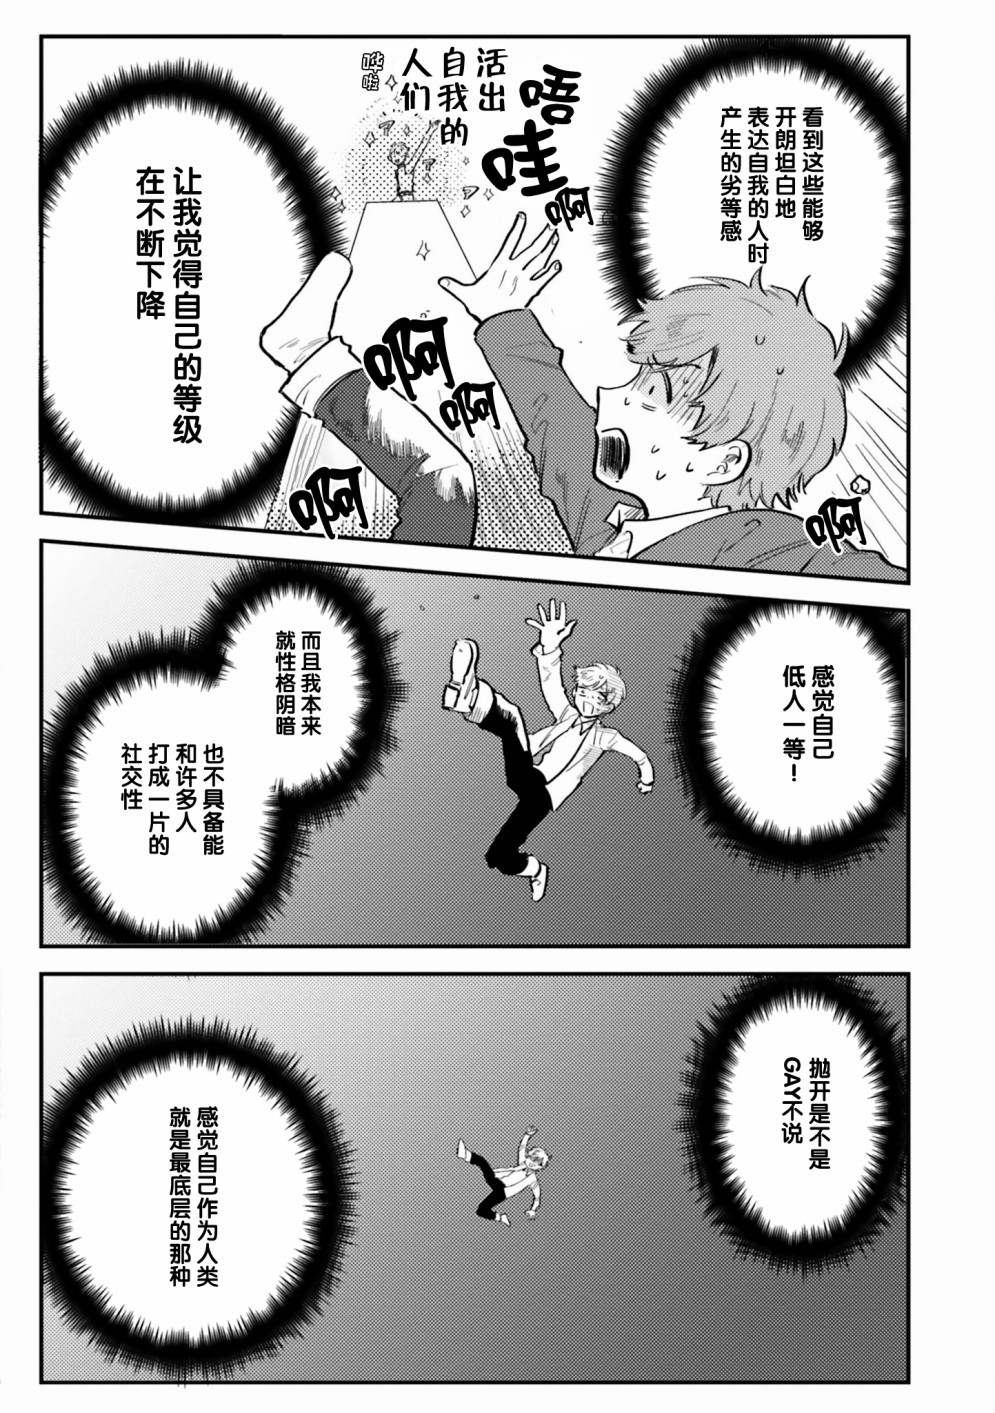 看到这些能够
开朗坦白地
表达自我的人时
产生的劣等感
唔
哇
啊
活出
自我的
人们
哗
啦
啊
啊
啊
啊
让我觉得自己的等级
在不断下降
感觉自己
低人一等！
而且我本来
就性格阴暗
也不具备能
和许多人
打成一片的
社交性
抛开是不是
GAY不说
感觉自己作为人类
就是最底层的那种